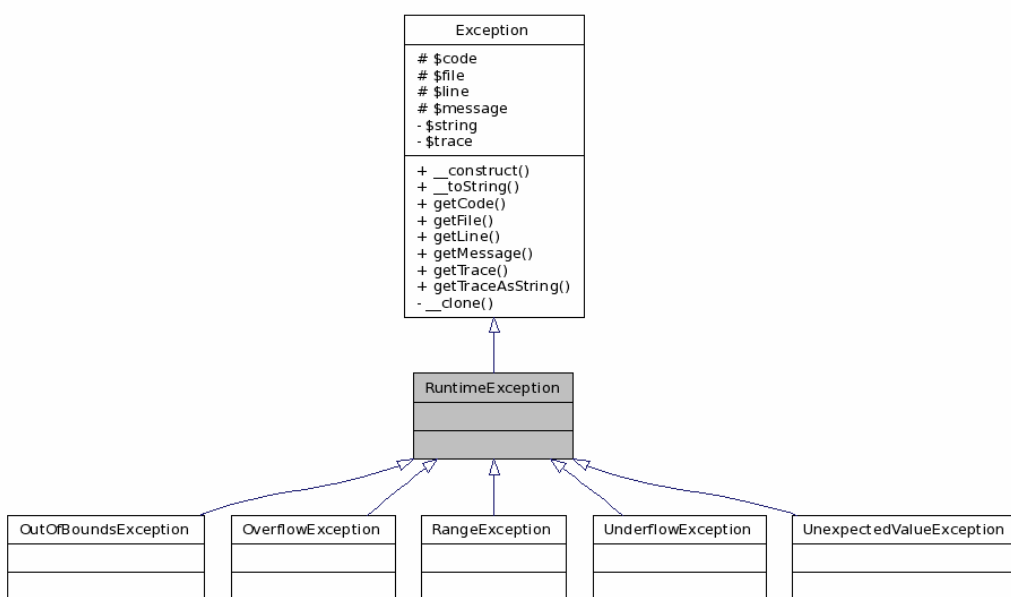 Exception
# $code
# $file
# $line
# $message
- $string
- $trace
+ __construct()
+ __toString()
+ getCode()
+ getFile()
+ getLine()
+ getMessage()
+ getTrace()
+ getTraceAsString()
- __clone()
RuntimeException
OutOfBoundsException
OverflowException
RangeException
UnderflowException
UnexpectedValueException